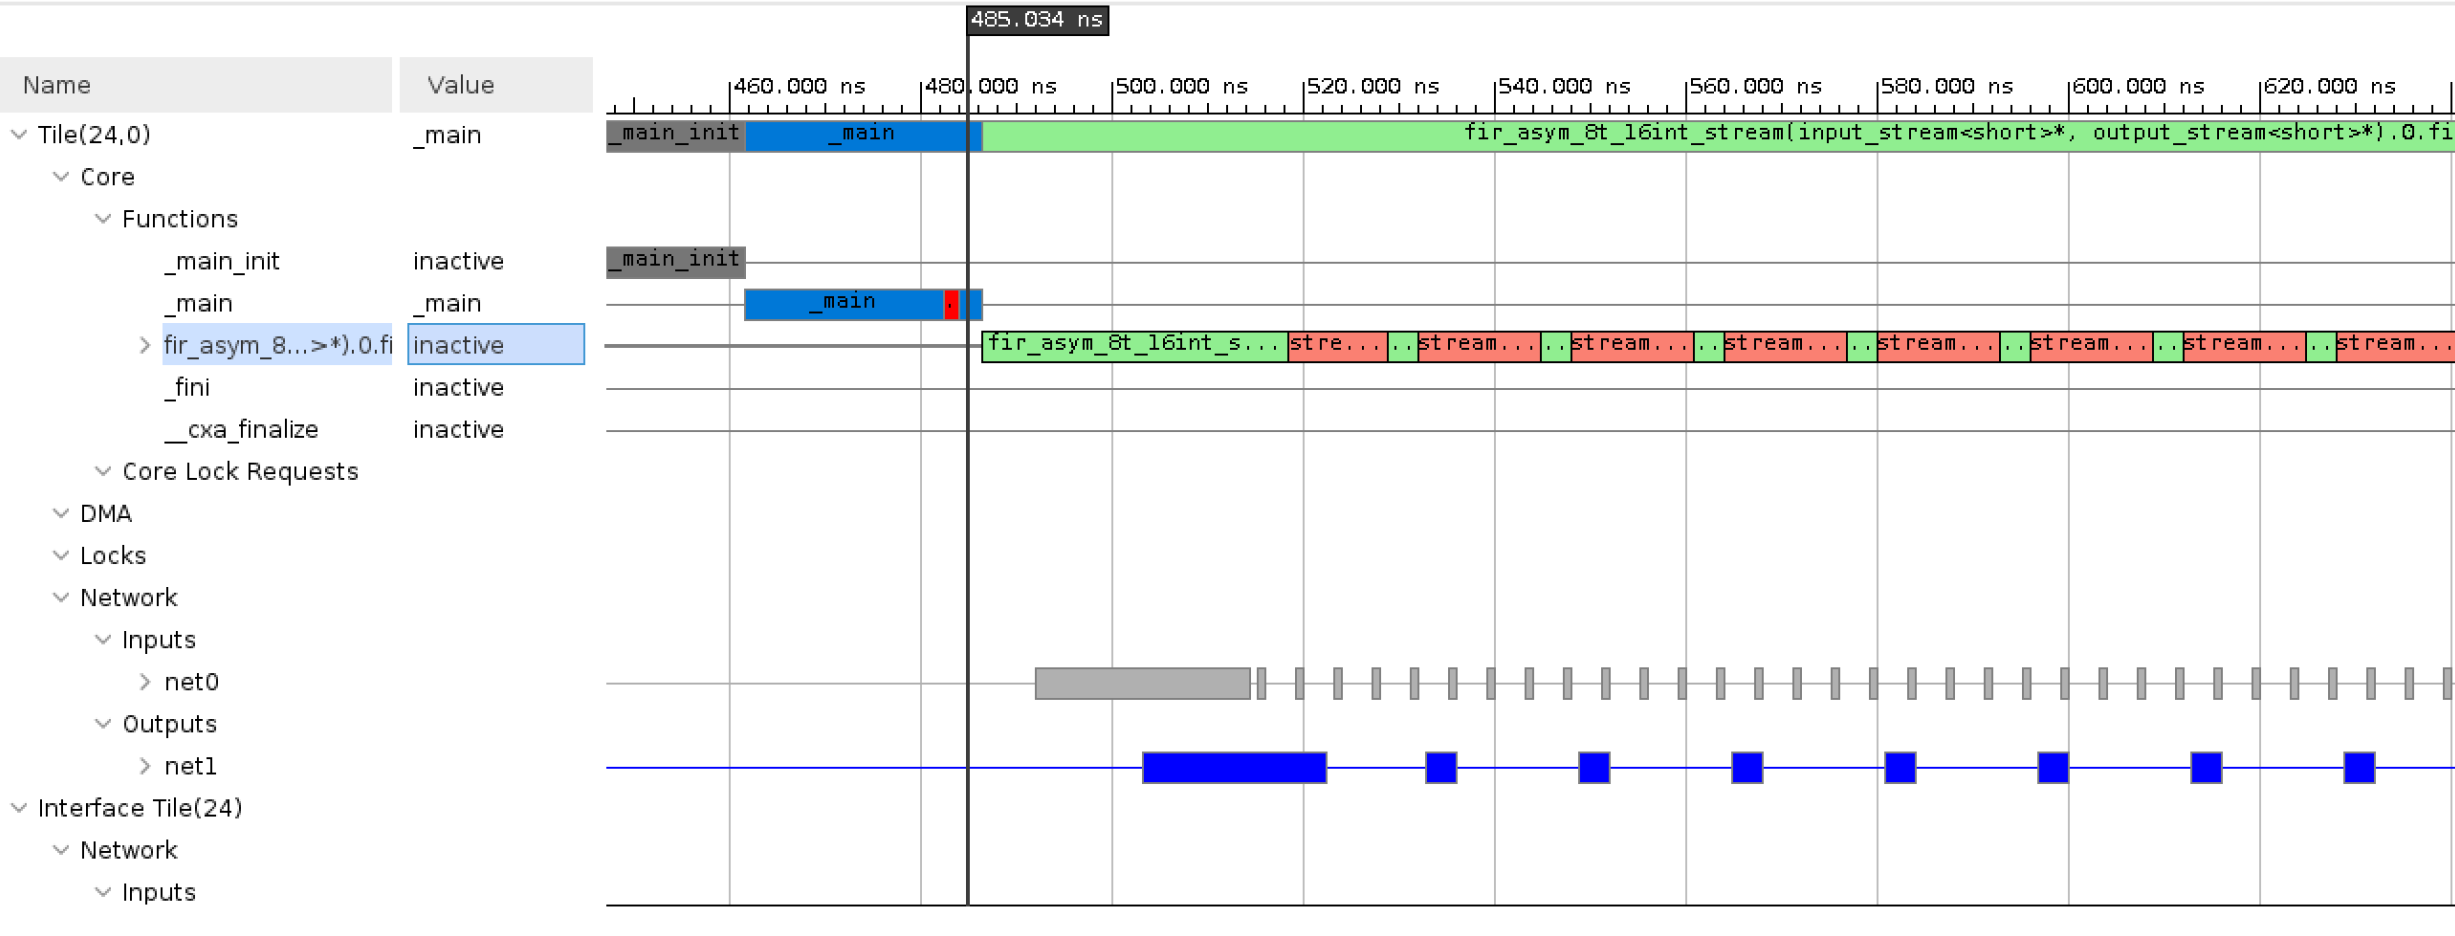 485.034 ns
Name Value 460.000 ns 480.000 ns 500.000 ns 520.000 ns 540.000 ns 560.000 ns 580.000 ns 600.000 ns 620.000 ns
Tile(24,0) _main _main_init _main fir_asym_8t_16int_stream(input_stream<short>*, output_stream<short>*).0.fi
Core
Functions
_main_init inactive _main_init
_main _main _main .
fir_asym_8...>*).0.fi inactive fir_asym_8t_16int_s... stre... .. stream... .. stream... .. stream... .. stream... .. stream... .. stream... .. stream...
_fini inactive
__cxa_finalize inactive
Core Lock Requests
DMA
Locks
Network
Inputs
net0
Outputs
net1
Interface Tile(24)
Network
Inputs